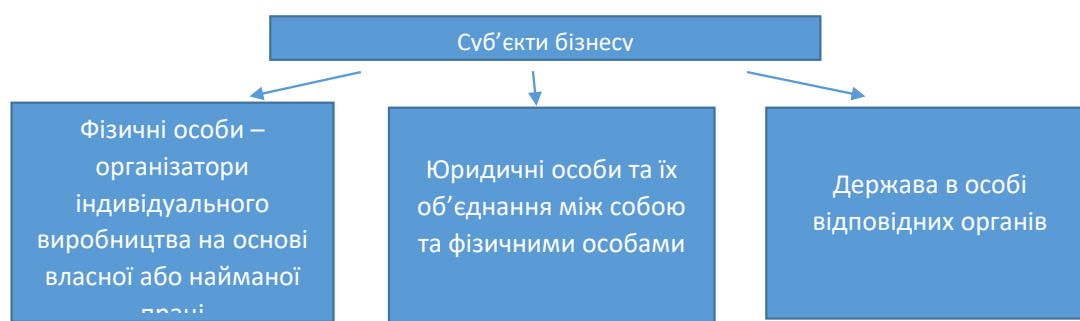 Суб’єкти бізнесу
Фізичні особи –
організатори
індивідуального
виробництва на основі
власної або найманої
праці
Юридичні особи та їх
об’єднання між собою
та фізичними особами
Держава в особі
відповідних органів